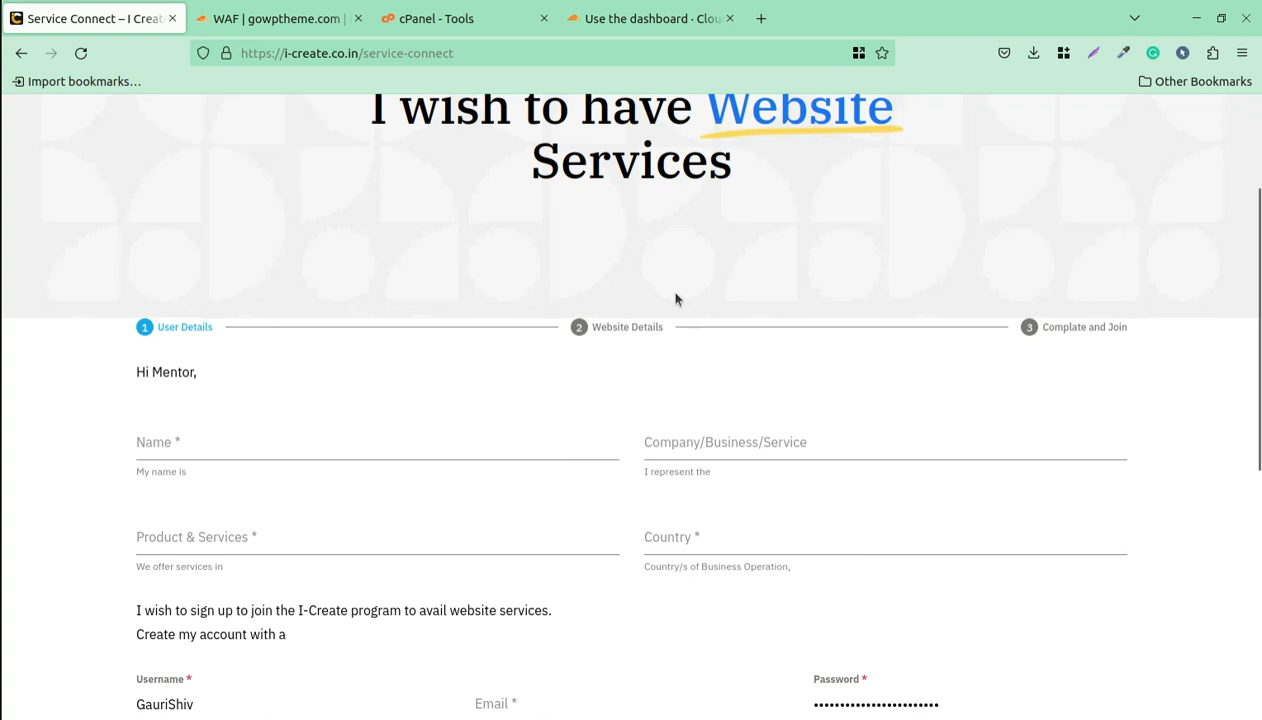 Service Connect – I Creat
WAF | gowptheme.com |
cPanel - Tools
Use the dashboard · Clou
https://i-create.co.in/service-connect
Import bookmarks...
Other Bookmarks
I wish to have Website
Services
1 User Details
2 Website Details
3 Complate and Join
Hi Mentor,
Name *
Company/Business/Service
My name is
I represent the
Product & Services *
Country *
We offer services in
Country/s of Business Operation,
I wish to sign up to join the I-Create program to avail website services.
Create my account with a
Username *
Password *
GauriShiv
Email *